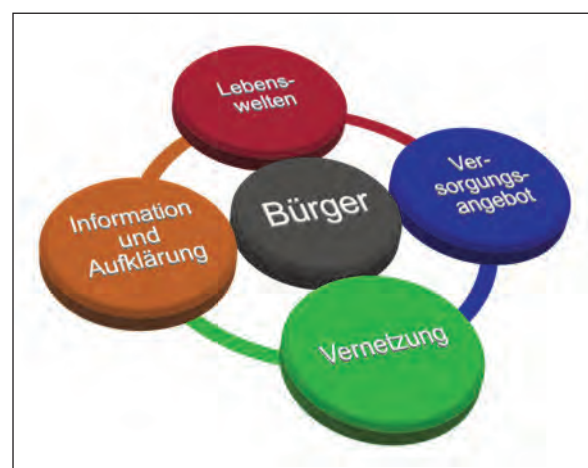 Lebens-
welten
Ver-
sorgungs-
angebot
Bürger
Information
und
Aufklärung
Vernetzung